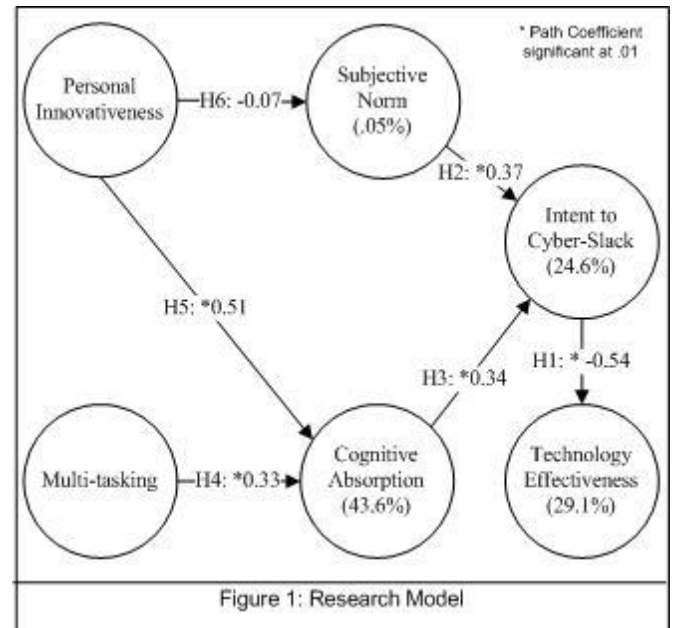 * Path Coefficient
significant at .01
Personal
Innovativeness
H6: -0.07
Subjective
Norm
(.05%)
H2: *0.37
Intent to
Cyber-Slack
(24.6%)
H5: *0.51
H3: *0.34
H1: * -0.54
Multi-tasking
H4: *0.33
Cognitive
Absorption
(43.6%)
Technology
Effectiveness
(29.1%)
Figure 1: Research Model